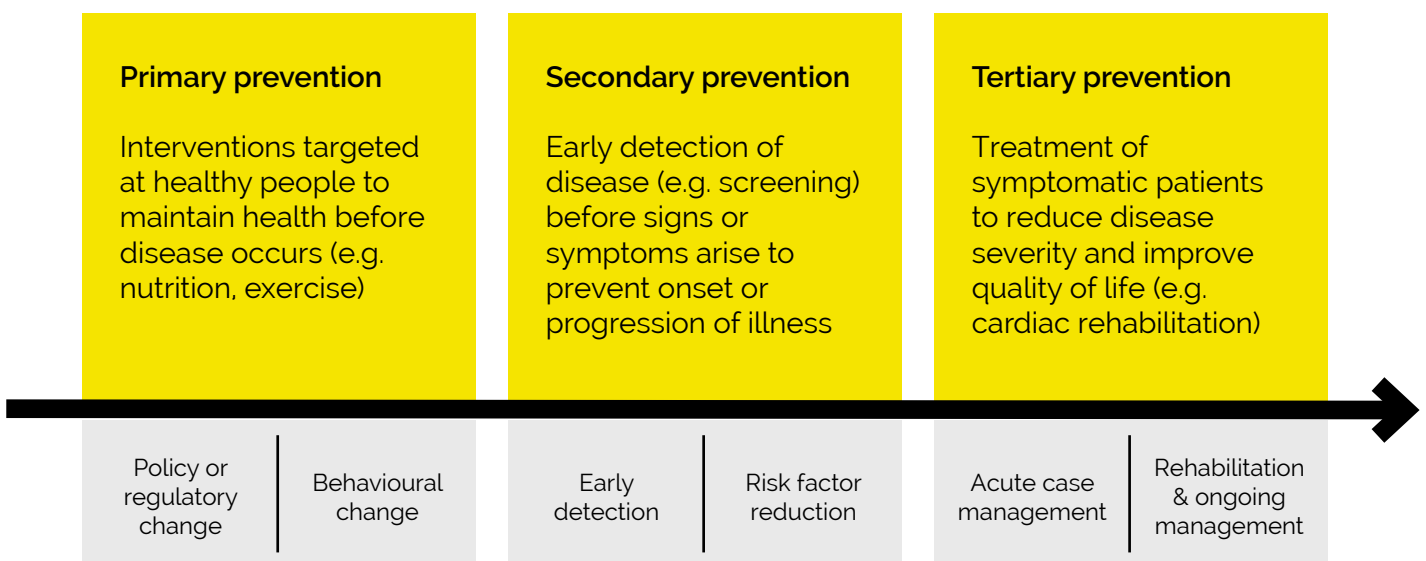 Primary prevention
Interventions targeted
at healthy people to
maintain health before
disease occurs (e.g.
nutrition, exercise)
Secondary prevention
Early detection of
disease (e.g. screening)
before signs or
symptoms arise to
prevent onset or
progression of illness
Tertiary prevention
Treatment of
symptomatic patients
to reduce disease
severity and improve
quality of life (e.g.
cardiac rehabilitation)
Policy or
regulatory
change
Behavioural
change
Early
detection
Risk factor
reduction
Acute case
management
Rehabilitation
& ongoing
management